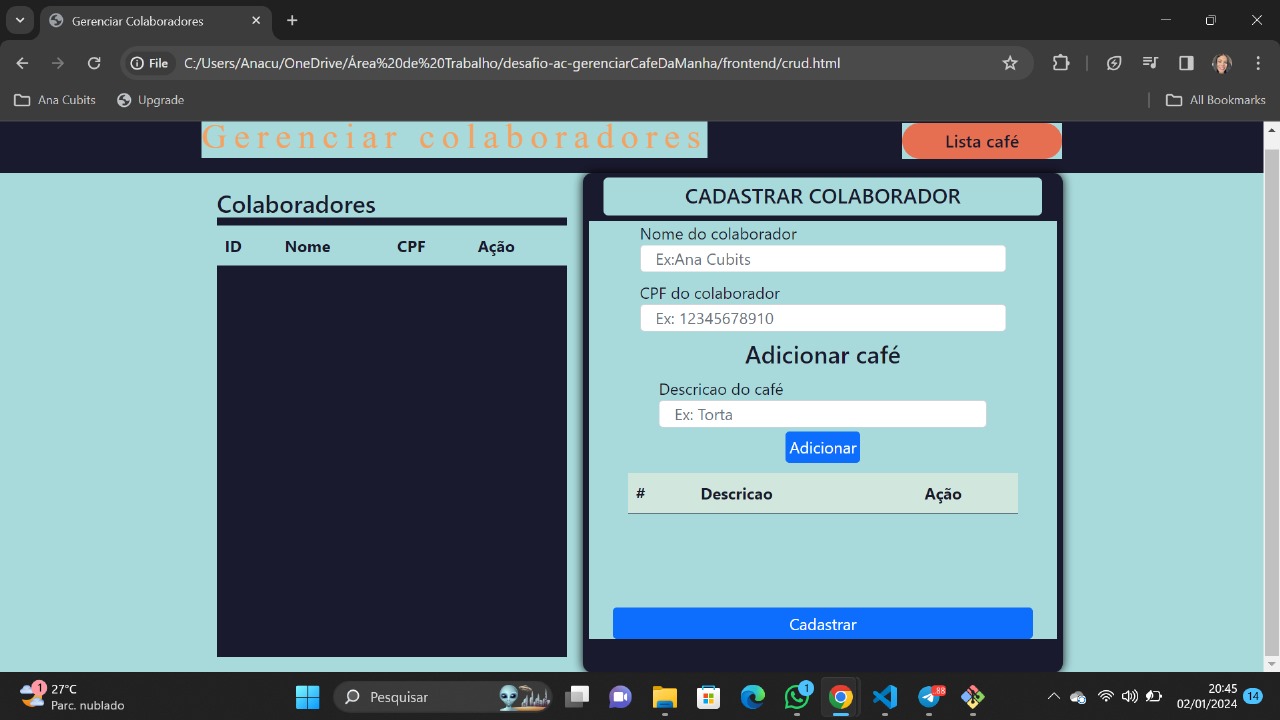 Gerenciar Colaboradores
File
C:/Users/Anacu/OneDrive/Área%20de%20Trabalho/desafio-ac-gerenciarCafeDaManha/frontend/crud.html
Ana Cubits
Upgrade
All Bookmarks
Gerenciar colaboradores
Lista café
Colaboradores
ID Nome CPF Ação
CADASTRAR COLABORADOR
Nome do colaborador
Ex:Ana Cubits
CPF do colaborador
Ex: 12345678910
Adicionar café
Descricao do café
Ex: Torta
Adicionar
# Descricao Ação
Cadastrar
1
27°C
Parc. nublado
Pesquisar
1
88
20:45
02/01/2024
14